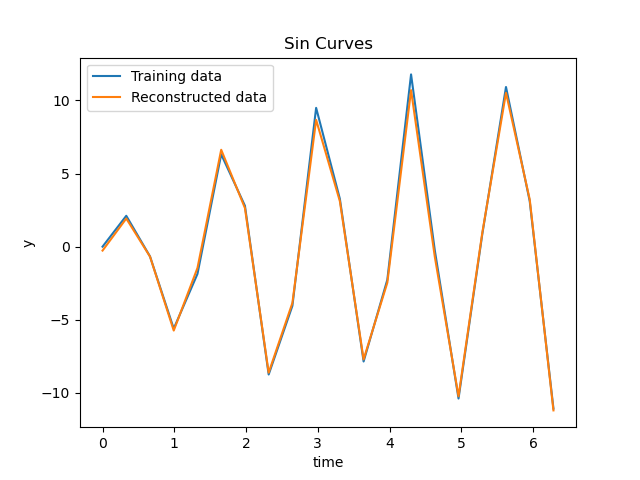 Sin Curves
Training data
Reconstructed data
10
5
0
−5
−10
y
0 1 2 3 4 5 6
time